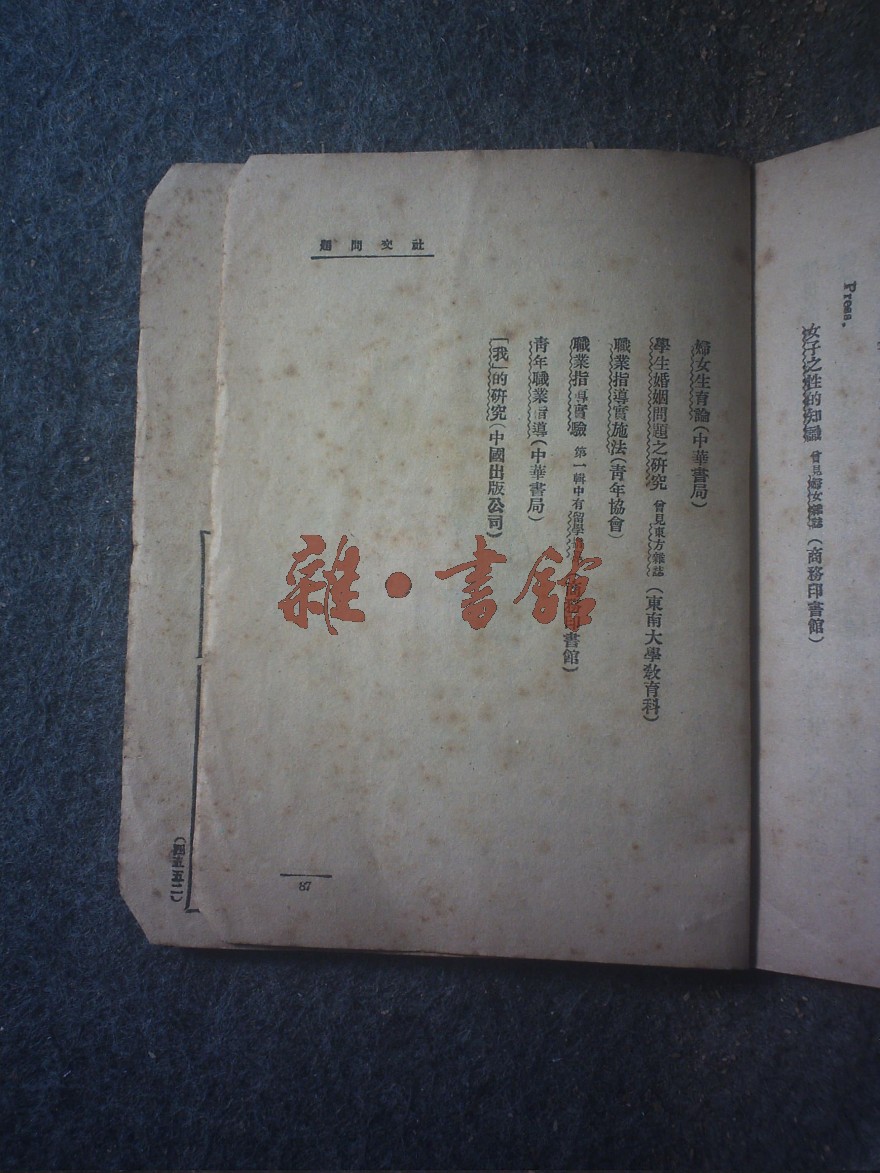 Press.
女子之性的知識 曾見婦女雜誌 (商務印書館)
社交問題
婦女生育論(中華書局)
學生婚姻問題之研究 曾見東方雜誌 (東南大學教育科)
職業指導實施法(青年協會)
職業指導實驗 第一輯中有留學 商務印書館)
青年職業指導(中華書局)
「我」的研究(中國出版公司)
87
雜·書館